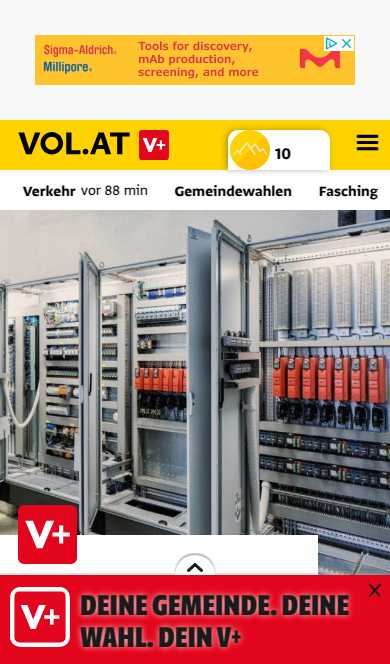 Sigma-Aldrich.
Millipore®
Tools for discovery,
mAb production,
screening, and more
VOL.AT V+
10
Verkehr vor 88 min Gemeindewahlen Fasching
V+
V+
DEINE GEMEINDE. DEINE
WAHL. DEIN V+